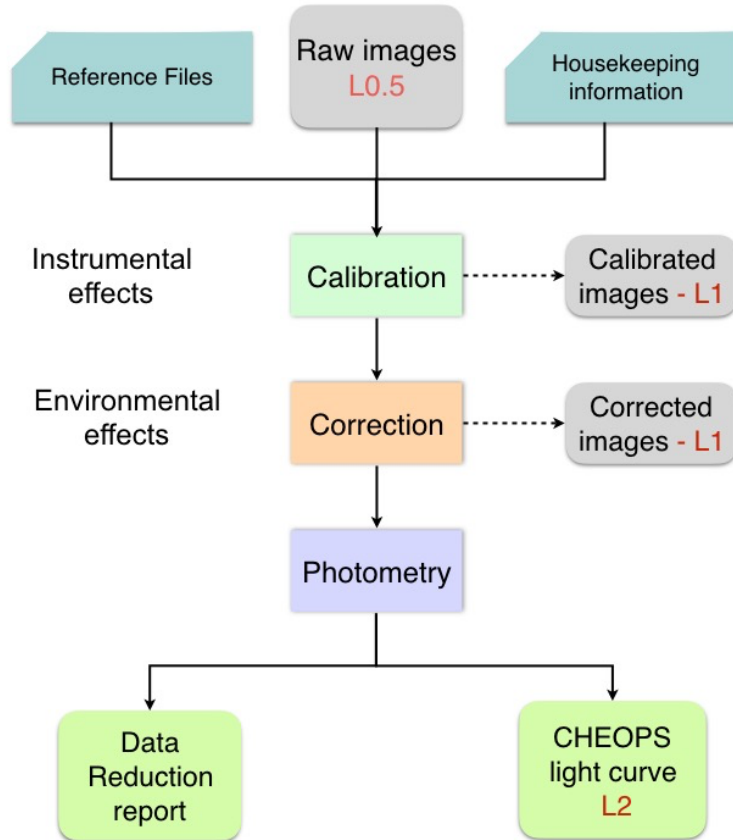 Reference Files
Raw images
L0.5
Housekeeping
information
Instrumental
effects
Calibration
Calibrated
images - L1
Environmental
effects
Correction
Corrected
images - L1
Photometry
Data
Reduction
report
CHEOPS
light curve
L2